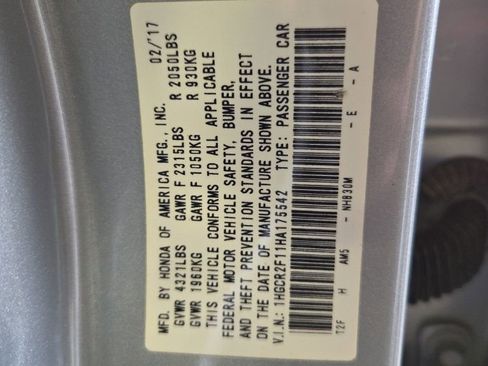 MFD. BY HONDA OF AMERICA MFG., INC. 02/'17
GVWR 4321LBS GAWR F 2315LBS R 2050LBS
GVWR 1960KG GAWR F 1050KG R 930KG
THIS VEHICLE CONFORMS TO ALL APPLICABLE
FEDERAL MOTOR VEHICLE SAFETY, BUMPER,
AND THEFT PREVENTION STANDARDS IN EFFECT
ON THE DATE OF MANUFACTURE SHOWN ABOVE.
V.I.N.: 1HGCR2F11HA175542 TYPE: PASSENGER CAR
T2F H AM5 - NH830M - E - A